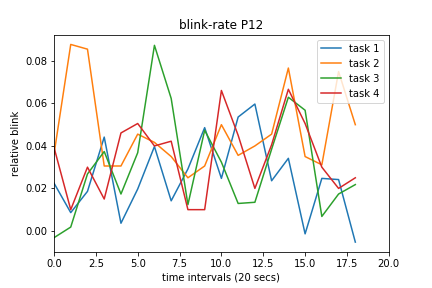 blink-rate P12
relative blink
0.08
0.06
0.04
0.02
0.00
task 1
task 2
task 3
task 4
0.0 2.5 5.0 7.5 10.0 12.5 15.0 17.5 20.0
time intervals (20 secs)